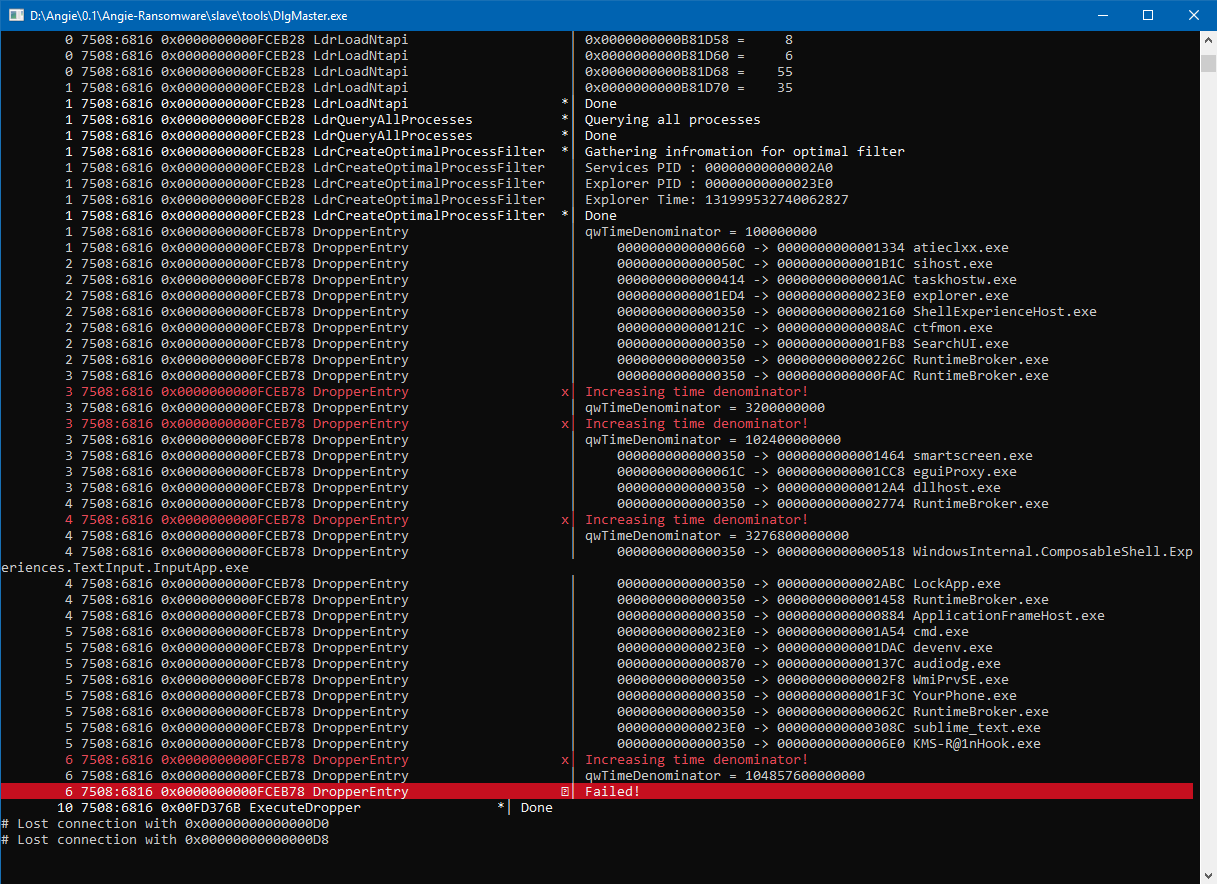 D:\Angie\0.1\Angie-Ransomware\slave\tools\DlgMaster.exe
0 7508:6816 0x0000000000FCEB28 LdrLoadNtapi | 0x0000000000B81D58 = 8
0 7508:6816 0x0000000000FCEB28 LdrLoadNtapi | 0x0000000000B81D60 = 6
0 7508:6816 0x0000000000FCEB28 LdrLoadNtapi | 0x0000000000B81D68 = 55
1 7508:6816 0x0000000000FCEB28 LdrLoadNtapi | 0x0000000000B81D70 = 35
1 7508:6816 0x0000000000FCEB28 LdrLoadNtapi *| Done
1 7508:6816 0x0000000000FCEB28 LdrQueryAllProcesses *| Querying all processes
1 7508:6816 0x0000000000FCEB28 LdrQueryAllProcesses *| Done
1 7508:6816 0x0000000000FCEB28 LdrCreateOptimalProcessFilter *| Gathering infromation for optimal filter
1 7508:6816 0x0000000000FCEB28 LdrCreateOptimalProcessFilter | Services PID : 00000000000002A0
1 7508:6816 0x0000000000FCEB28 LdrCreateOptimalProcessFilter | Explorer PID : 00000000000023E0
1 7508:6816 0x0000000000FCEB28 LdrCreateOptimalProcessFilter | Explorer Time: 131999532740062827
1 7508:6816 0x0000000000FCEB28 LdrCreateOptimalProcessFilter *| Done
1 7508:6816 0x0000000000FCEB78 DropperEntry | qwTimeDenominator = 100000000
1 7508:6816 0x0000000000FCEB78 DropperEntry | 0000000000000660 -> 0000000000001334 atieclxx.exe
2 7508:6816 0x0000000000FCEB78 DropperEntry | 000000000000050C -> 0000000000001B1C sihost.exe
2 7508:6816 0x0000000000FCEB78 DropperEntry | 0000000000000414 -> 00000000000001AC taskhostw.exe
2 7508:6816 0x0000000000FCEB78 DropperEntry | 0000000000001ED4 -> 00000000000023E0 explorer.exe
2 7508:6816 0x0000000000FCEB78 DropperEntry | 0000000000000350 -> 0000000000002160 ShellExperienceHost.exe
2 7508:6816 0x0000000000FCEB78 DropperEntry | 000000000000121C -> 00000000000008AC ctfmon.exe
2 7508:6816 0x0000000000FCEB78 DropperEntry | 0000000000000350 -> 0000000000001FB8 SearchUI.exe
2 7508:6816 0x0000000000FCEB78 DropperEntry | 0000000000000350 -> 000000000000226C RuntimeBroker.exe
3 7508:6816 0x0000000000FCEB78 DropperEntry | 0000000000000350 -> 0000000000000FAC RuntimeBroker.exe
3 7508:6816 0x0000000000FCEB78 DropperEntry x| Increasing time denominator!
3 7508:6816 0x0000000000FCEB78 DropperEntry | qwTimeDenominator = 3200000000
3 7508:6816 0x0000000000FCEB78 DropperEntry x| Increasing time denominator!
3 7508:6816 0x0000000000FCEB78 DropperEntry | qwTimeDenominator = 102400000000
3 7508:6816 0x0000000000FCEB78 DropperEntry | 0000000000000350 -> 0000000000001464 smartscreen.exe
3 7508:6816 0x0000000000FCEB78 DropperEntry | 000000000000061C -> 0000000000001CC8 eguiProxy.exe
3 7508:6816 0x0000000000FCEB78 DropperEntry | 0000000000000350 -> 00000000000012A4 dllhost.exe
4 7508:6816 0x0000000000FCEB78 DropperEntry | 0000000000000350 -> 0000000000002774 RuntimeBroker.exe
4 7508:6816 0x0000000000FCEB78 DropperEntry x| Increasing time denominator!
4 7508:6816 0x0000000000FCEB78 DropperEntry | qwTimeDenominator = 3276800000000
4 7508:6816 0x0000000000FCEB78 DropperEntry | 0000000000000350 -> 0000000000000518 WindowsInternal.ComposableShell.Exp
eriences.TextInput.InputApp.exe
4 7508:6816 0x0000000000FCEB78 DropperEntry | 0000000000000350 -> 0000000000002ABC LockApp.exe
4 7508:6816 0x0000000000FCEB78 DropperEntry | 0000000000000350 -> 0000000000001458 RuntimeBroker.exe
4 7508:6816 0x0000000000FCEB78 DropperEntry | 0000000000000350 -> 0000000000000884 ApplicationFrameHost.exe
5 7508:6816 0x0000000000FCEB78 DropperEntry | 00000000000023E0 -> 0000000000001A54 cmd.exe
5 7508:6816 0x0000000000FCEB78 DropperEntry | 00000000000023E0 -> 0000000000001DAC devenv.exe
5 7508:6816 0x0000000000FCEB78 DropperEntry | 0000000000000870 -> 000000000000137C audiodg.exe
5 7508:6816 0x0000000000FCEB78 DropperEntry | 0000000000000350 -> 00000000000002F8 WmiPrvSE.exe
5 7508:6816 0x0000000000FCEB78 DropperEntry | 0000000000000350 -> 0000000000001F3C YourPhone.exe
5 7508:6816 0x0000000000FCEB78 DropperEntry | 0000000000000350 -> 000000000000062C RuntimeBroker.exe
5 7508:6816 0x0000000000FCEB78 DropperEntry | 00000000000023E0 -> 000000000000308C sublime_text.exe
5 7508:6816 0x0000000000FCEB78 DropperEntry | 0000000000000350 -> 00000000000006E0 KMS-R@1nHook.exe
6 7508:6816 0x0000000000FCEB78 DropperEntry x| Increasing time denominator!
6 7508:6816 0x0000000000FCEB78 DropperEntry | qwTimeDenominator = 104857600000000
6 7508:6816 0x0000000000FCEB78 DropperEntry | Failed!
10 7508:6816 0x00FD376B ExecuteDropper *| Done
# Lost connection with 0x00000000000000D0
# Lost connection with 0x00000000000000D8